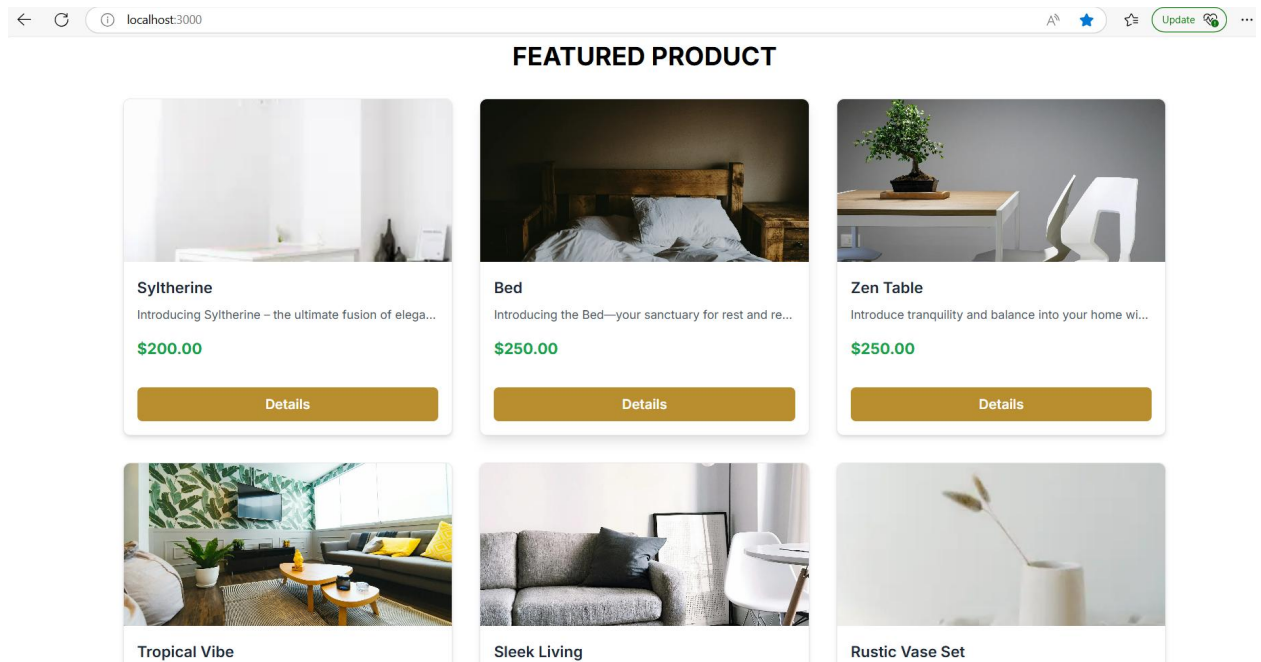 localhost:3000
Update
FEATURED PRODUCT
Syltherine
Introducing Syltherine – the ultimate fusion of elega...
$200.00
Details
Bed
Introducing the Bed—your sanctuary for rest and re...
$250.00
Details
Zen Table
Introduce tranquility and balance into your home wi...
$250.00
Details
Tropical Vibe
Sleek Living
Rustic Vase Set